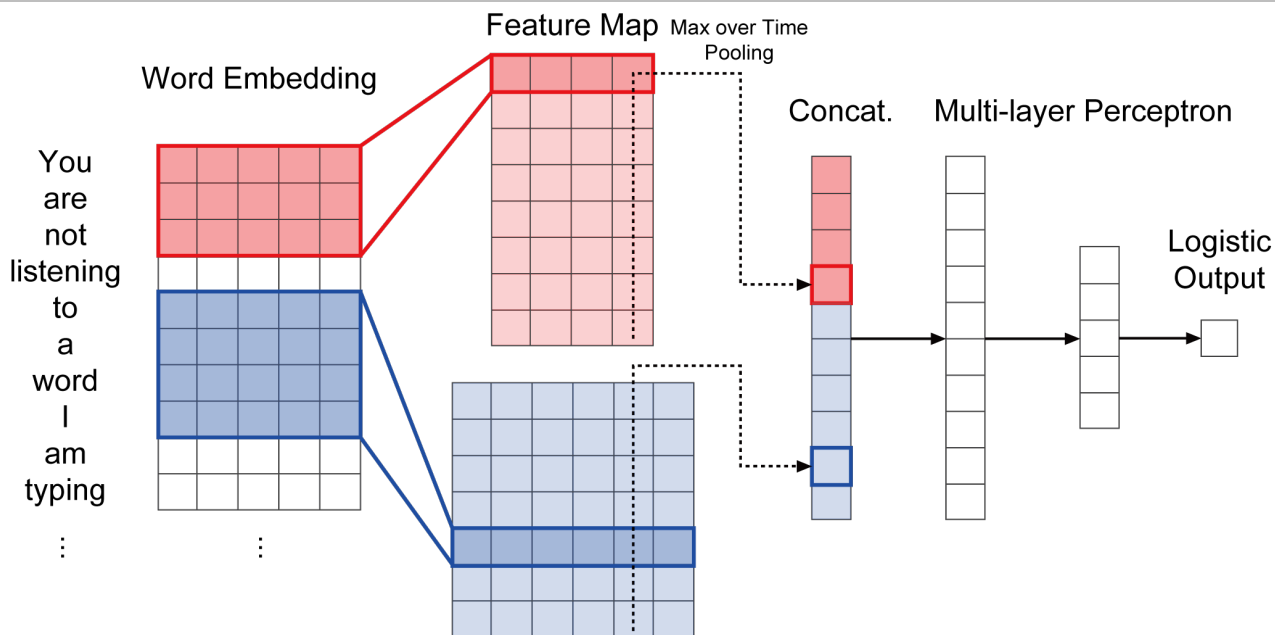 Feature Map
Max over Time
Pooling
Word Embedding
Concat.
Multi-layer Perceptron
You
are
not
listening
to
a
word
I
am
typing
⋮
⋮
Logistic
Output